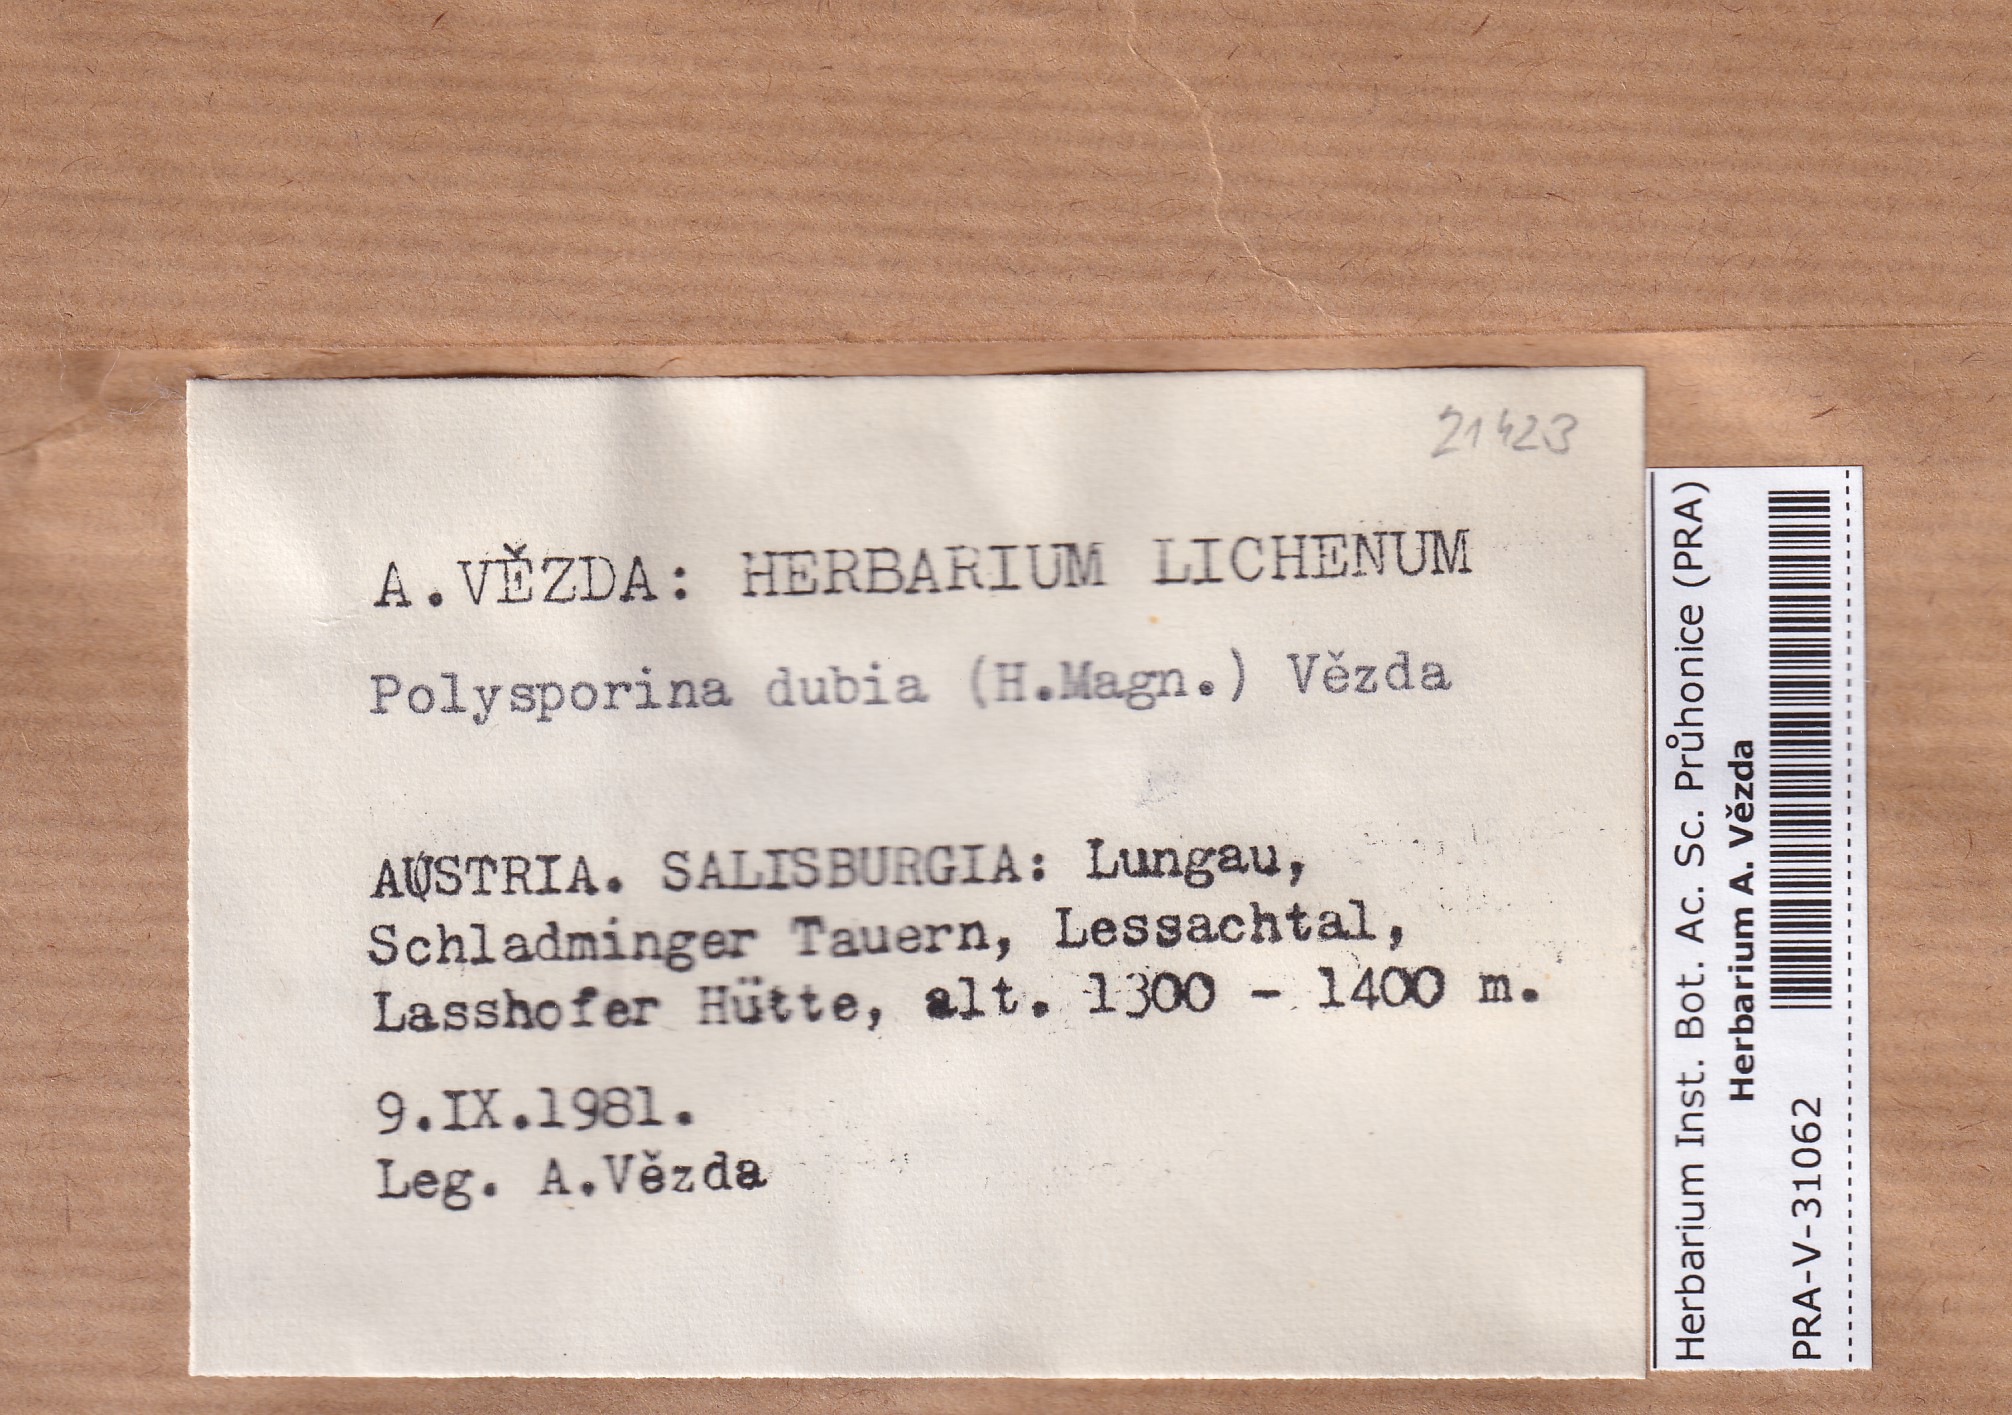 21423
A.VĚZDA: HERBARIUM LICHENUM
Polysporina dubia (H.Magn.) Vězda
AUSTRIA. SALISBURGIA: Lungau,
Schladminger Tauern, Lessachtal,
Lasshofer Hütte, alt. 1300 - 1400 m.
9.IX.1981.
Leg. A.Vězda
Herbarium Inst. Bot. Ac. Sc. Průhonice (PRA)
Herbarium A. Vězda
PRA-V-31062